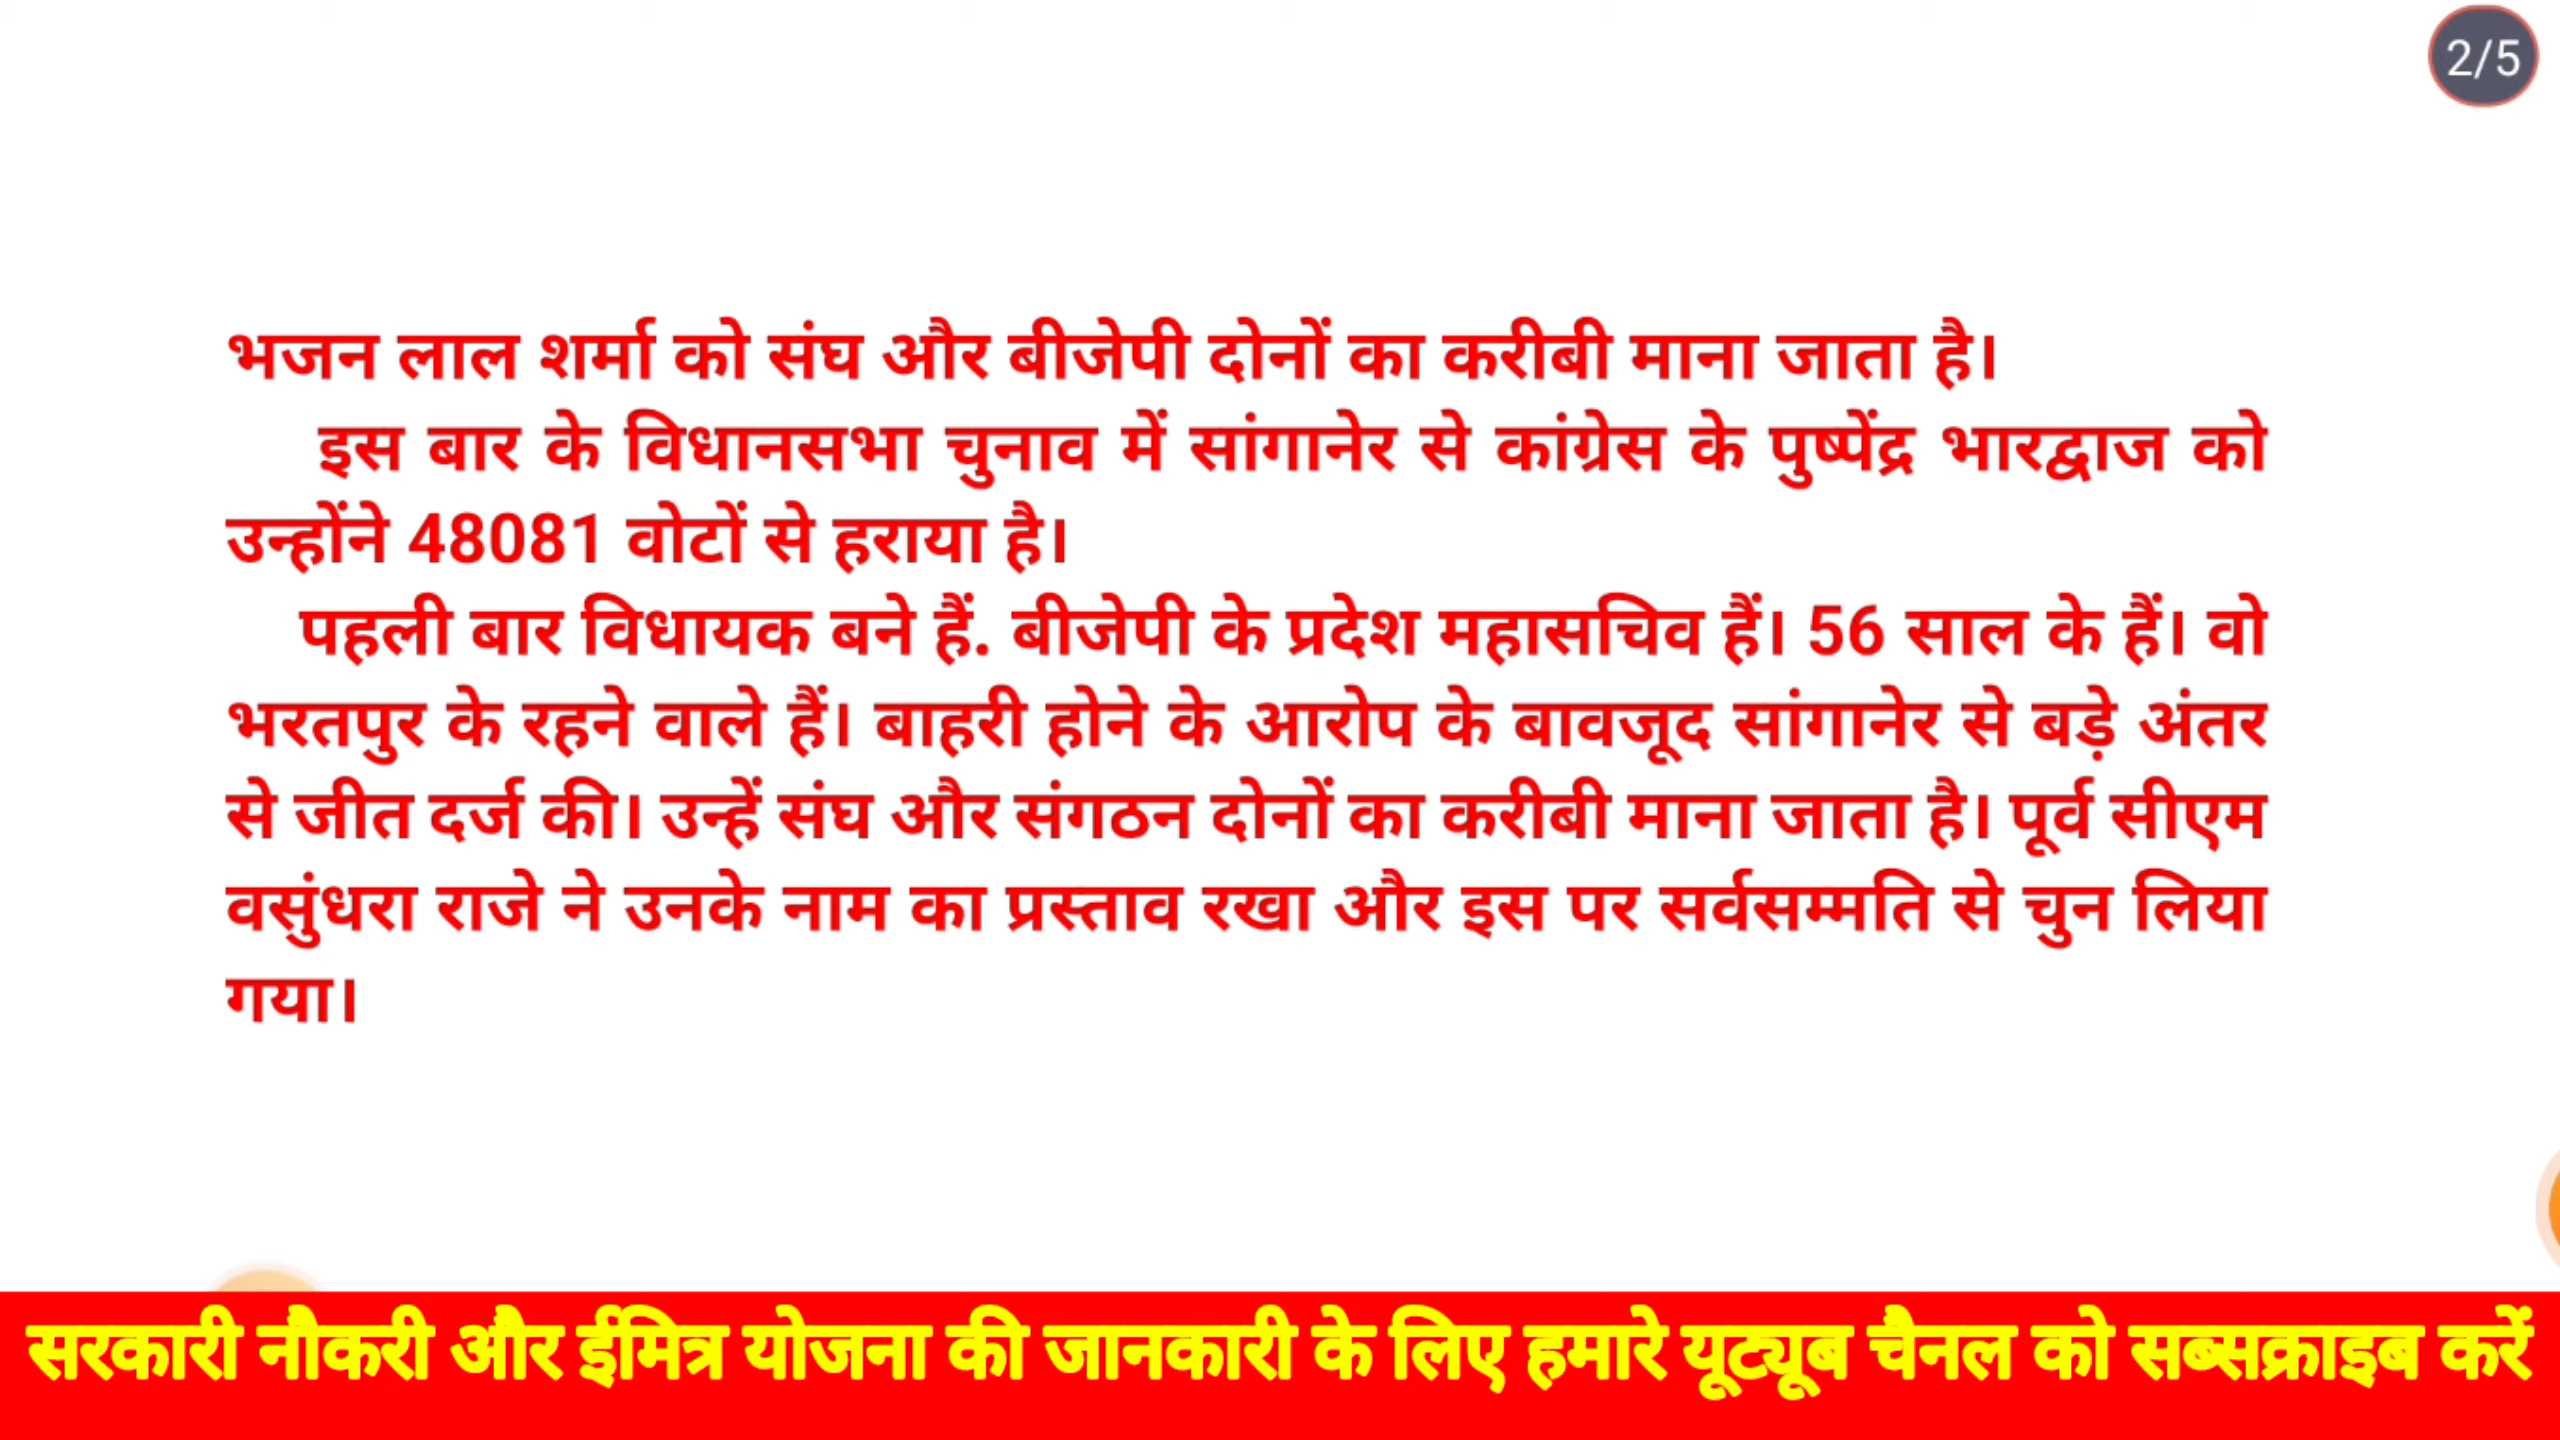 2/5
भजन लाल शर्मा को संघ और बीजेपी दोनों का करीबी माना जाता है।
इस बार के विधानसभा चुनाव में सांगानेर से कांग्रेस के पुष्पेंद्र भारद्वाज को
उन्होंने 48081 वोटों से हराया है।
पहली बार विधायक बने हैं. बीजेपी के प्रदेश महासचिव हैं। 56 साल के हैं। वो
भरतपुर के रहने वाले हैं। बाहरी होने के आरोप के बावजूद सांगानेर से बड़े अंतर
से जीत दर्ज की। उन्हें संघ और संगठन दोनों का करीबी माना जाता है। पूर्व सीएम
वसुंधरा राजे ने उनके नाम का प्रस्ताव रखा और इस पर सर्वसम्मति से चुन लिया
गया।
सरकारी नौकरी और ईमित्र योजना की जानकारी के लिए हमारे यूट्यूब चैनल को सब्सक्राइब करें